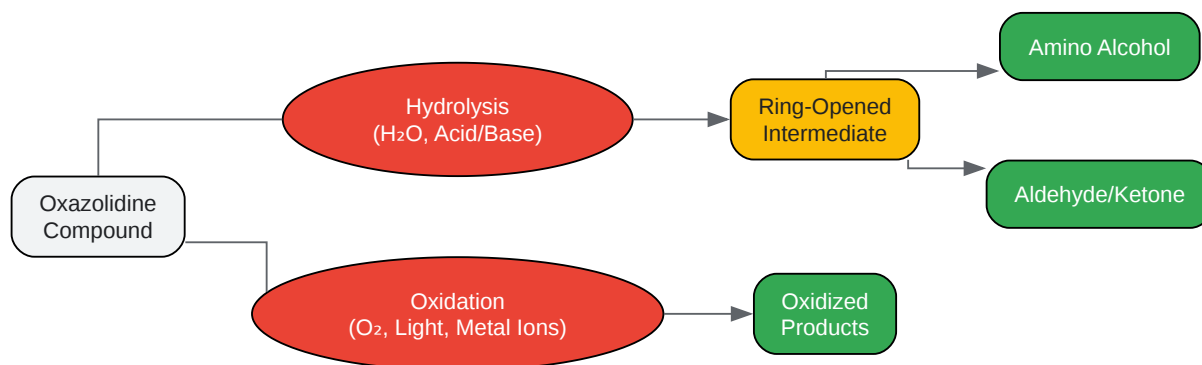 Oxazolidine
Compound
Hydrolysis
(H₂O, Acid/Base)
Ring-Opened
Intermediate
Amino Alcohol
Aldehyde/Ketone
Oxidation
(O₂, Light, Metal Ions)
Oxidized
Products